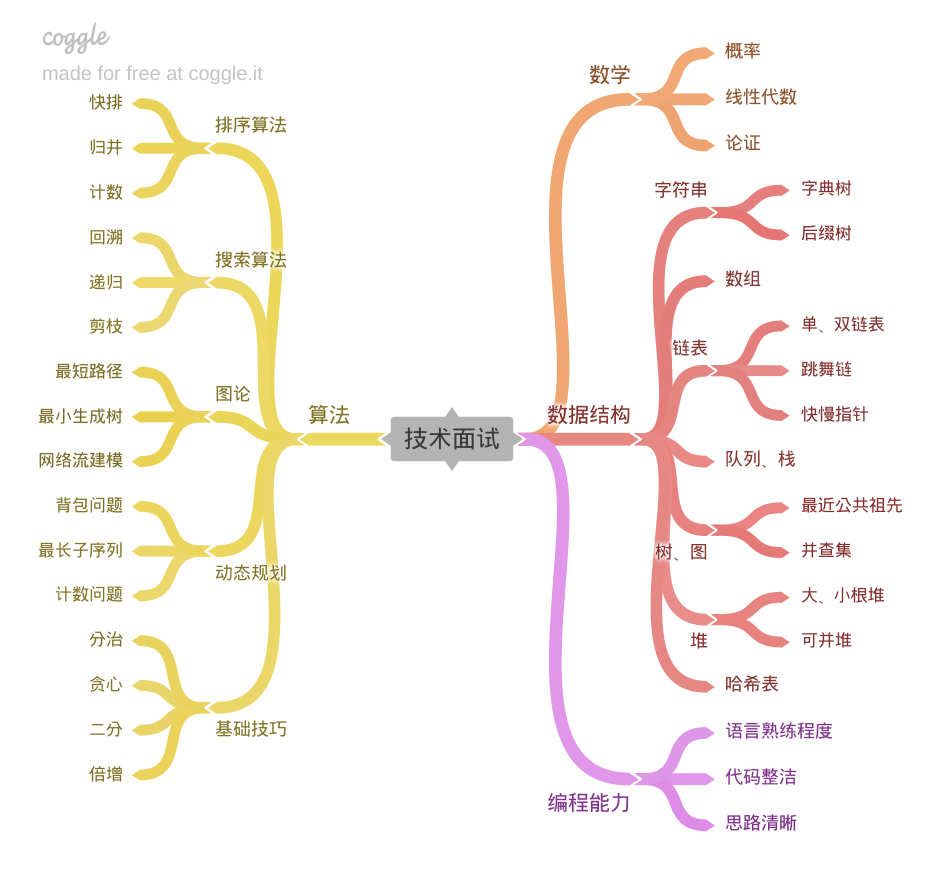 coggle
made for free at coggle.it
技术面试
数学
概率
线性代数
论证
数据结构
字符串
字典树
后缀树
数组
链表
单、双链表
跳舞链
快慢指针
队列、栈
树、图
最近公共祖先
并查集
堆
大、小根堆
可并堆
哈希表
编程能力
语言熟练程度
代码整洁
思路清晰
算法
排序算法
快排
归并
计数
搜索算法
回溯
递归
剪枝
图论
最短路径
最小生成树
网络流建模
动态规划
背包问题
最长子序列
计数问题
基础技巧
分治
贪心
二分
倍增